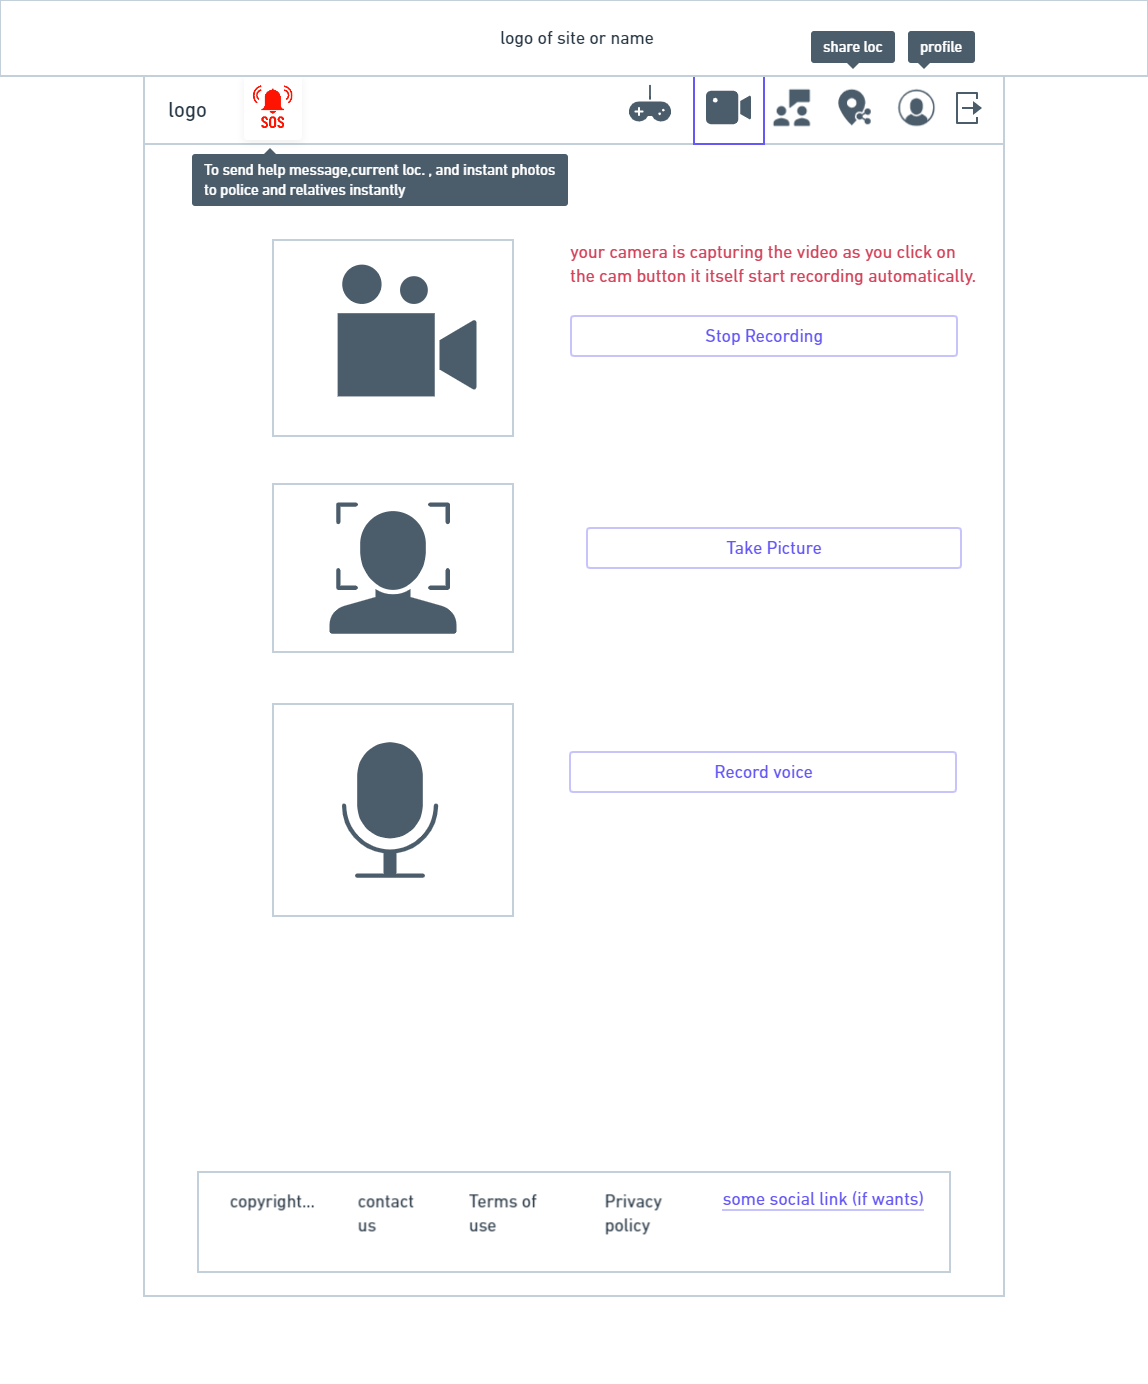 logo of site or name
share loc
profile
logo
SOS
To send help message,current loc. , and instant photos
to police and relatives instantly
your camera is capturing the video as you click on
the cam button it itself start recording automatically.
Stop Recording
Take Picture
Record voice
copyright...
contact
us
Terms of
use
Privacy
policy
some social link (if wants)